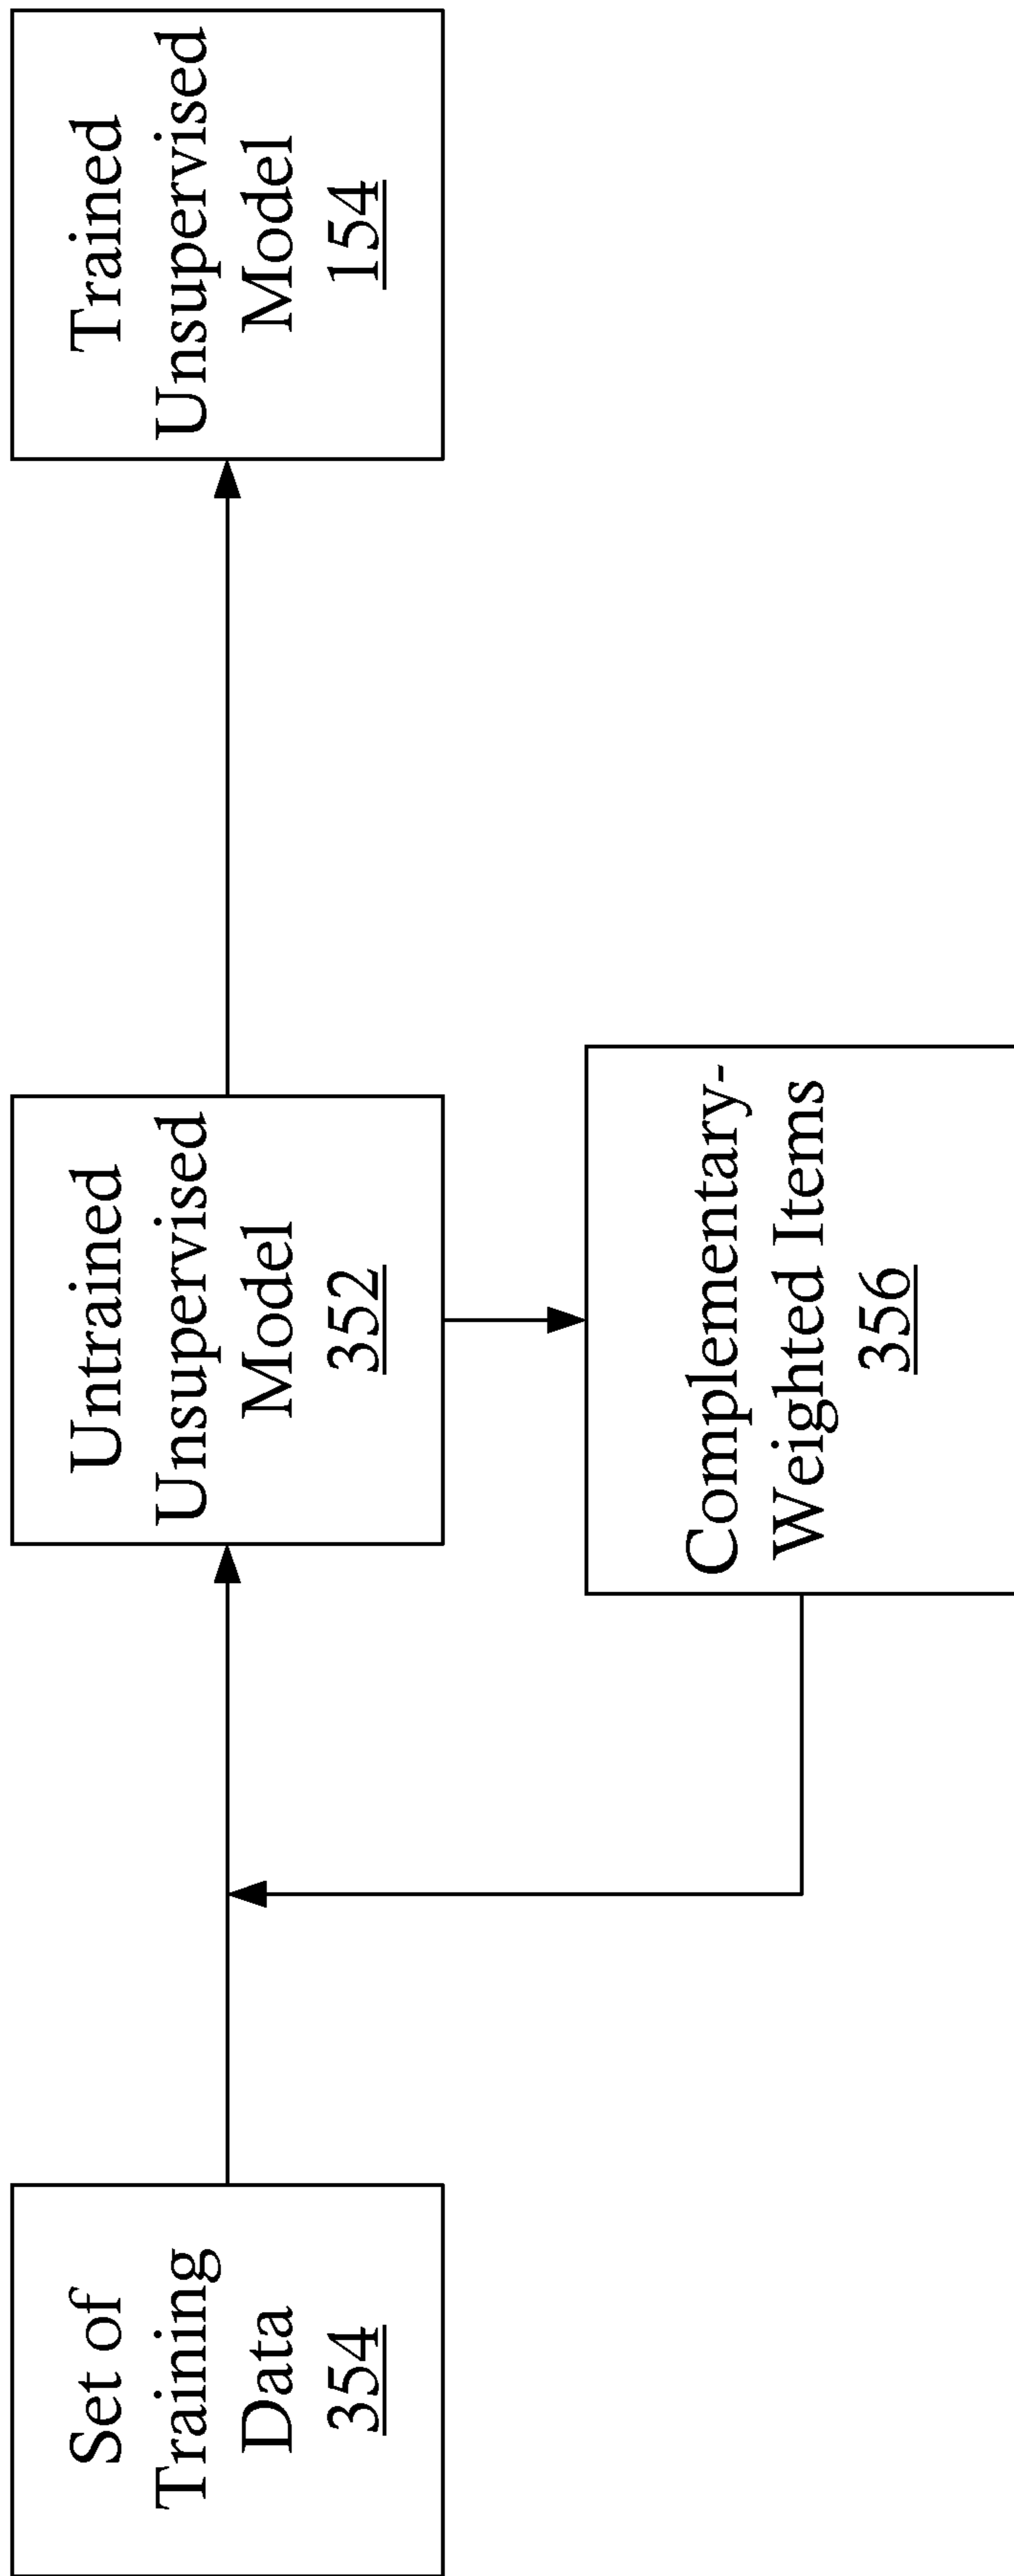 Set of
Training
Data
354
Untrained
Unsupervised
Model
352
Complementary-
Weighted Items
356
Trained
Unsupervised
Model
154